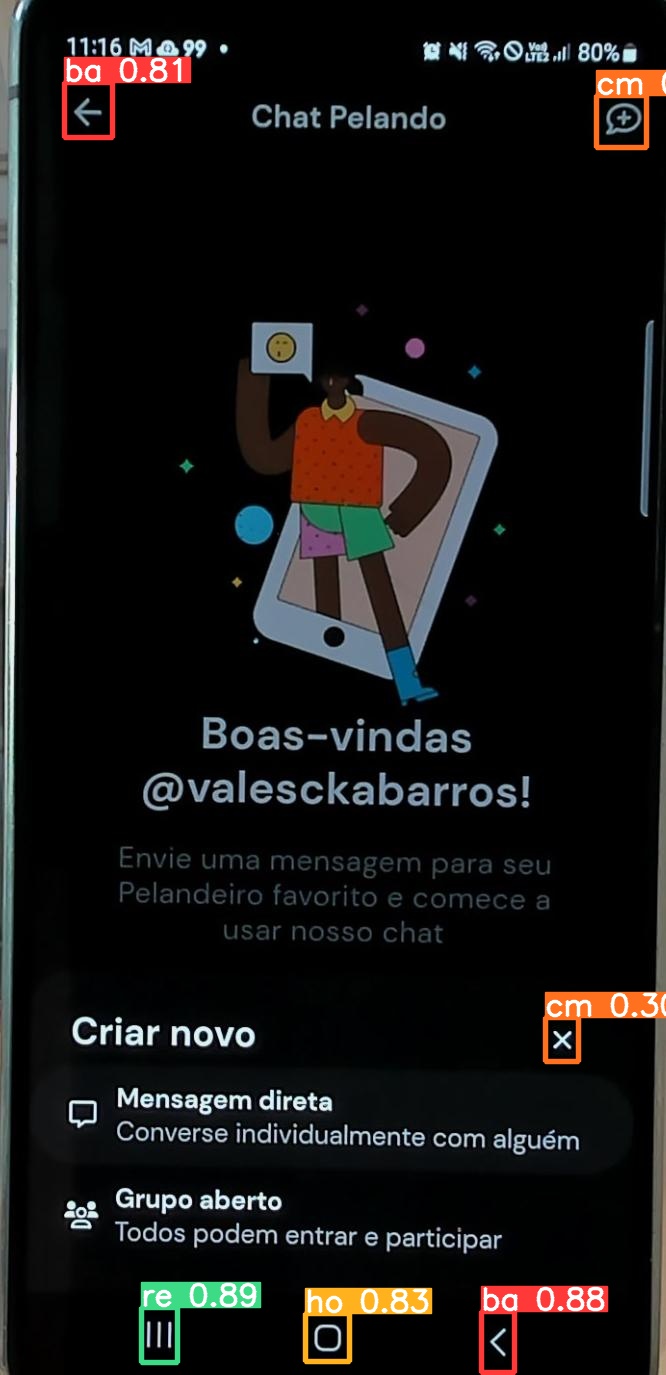 11:16 99 80%
ba 0.81
cm 0
Chat Pelando
Boas-vindas
@valesckabarros!
Envie uma mensagem para seu
Pelandeiro favorito e comece a
usar nosso chat
cm 0.30
Criar novo
Mensagem direta
Converse individualmente com alguém
Grupo aberto
Todos podem entrar e participar
re 0.89
ho 0.83
ba 0.88